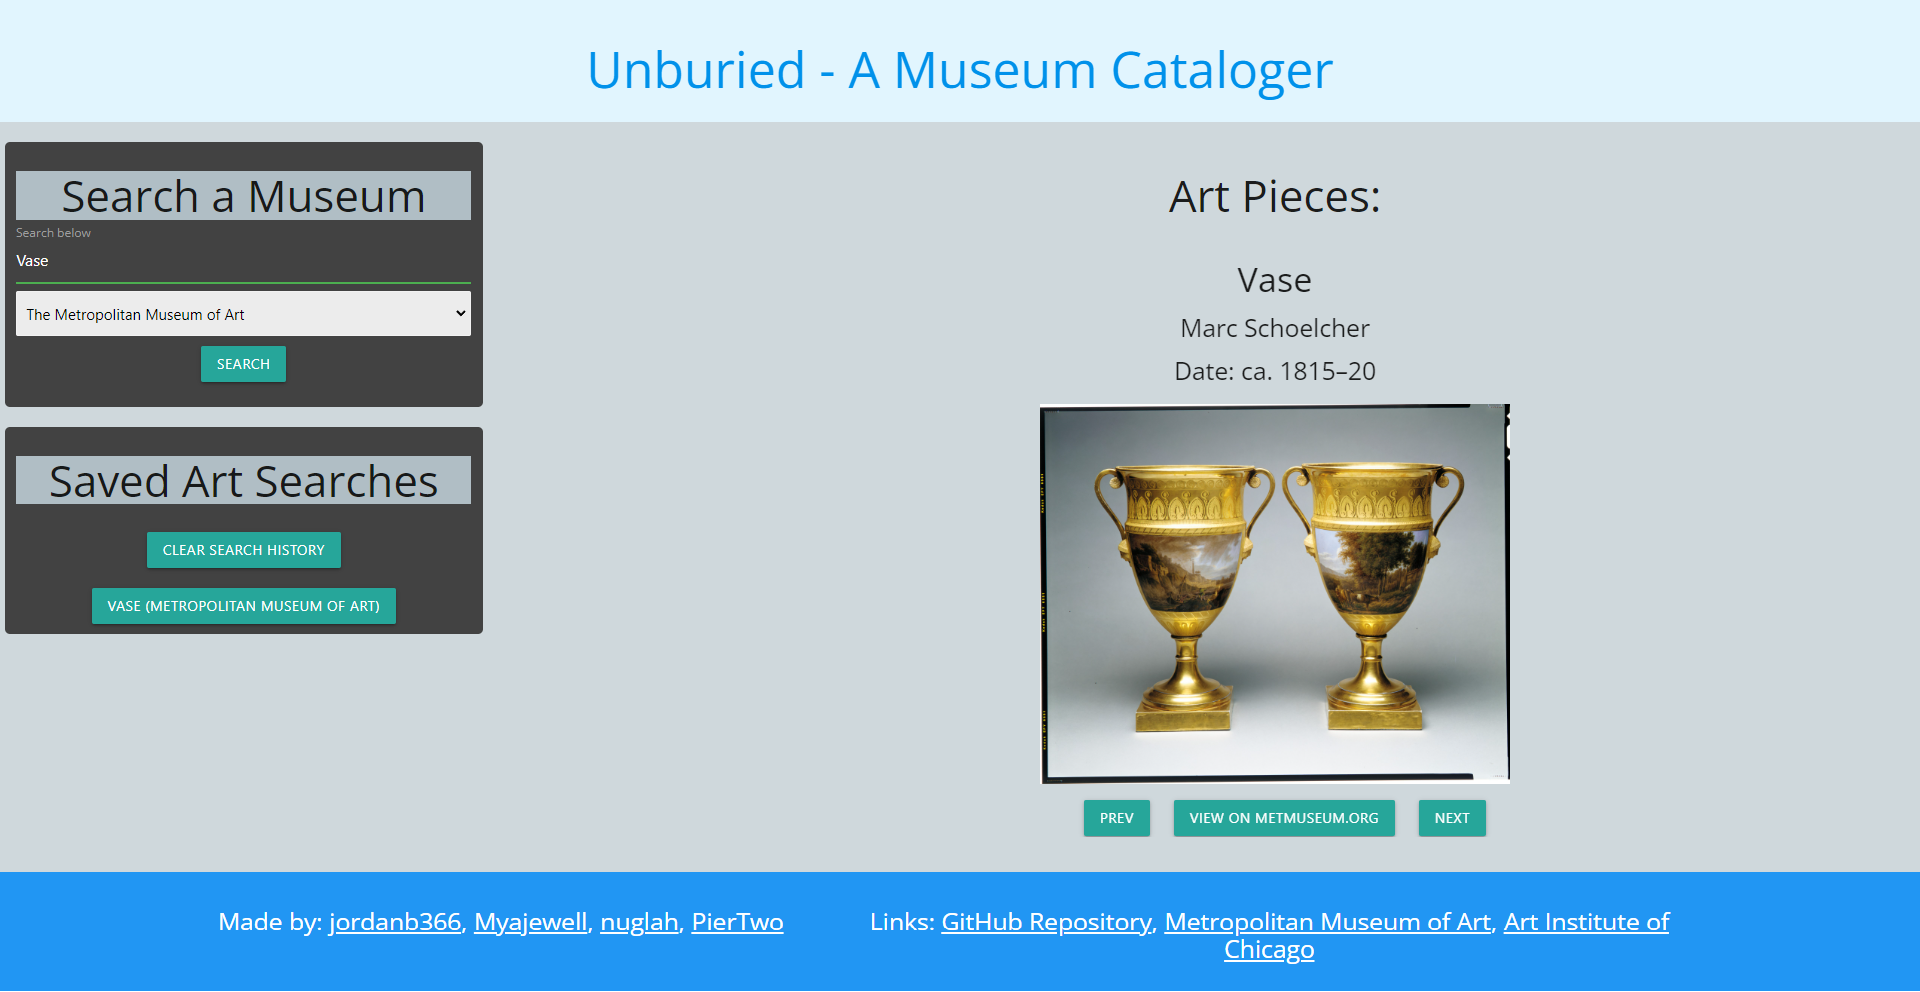 Unburied - A Museum Cataloger
Search a Museum
Search below
Vase
The Metropolitan Museum of Art
SEARCH
Saved Art Searches
CLEAR SEARCH HISTORY
VASE (METROPOLITAN MUSEUM OF ART)
Art Pieces:
Vase
Marc Schoelcher
Date: ca. 1815–20
PREV
VIEW ON METMUSEUM.ORG
NEXT
Made by: jordanb366, Myajewell, nuglah, PierTwo
Links: GitHub Repository, Metropolitan Museum of Art, Art Institute of
Chicago